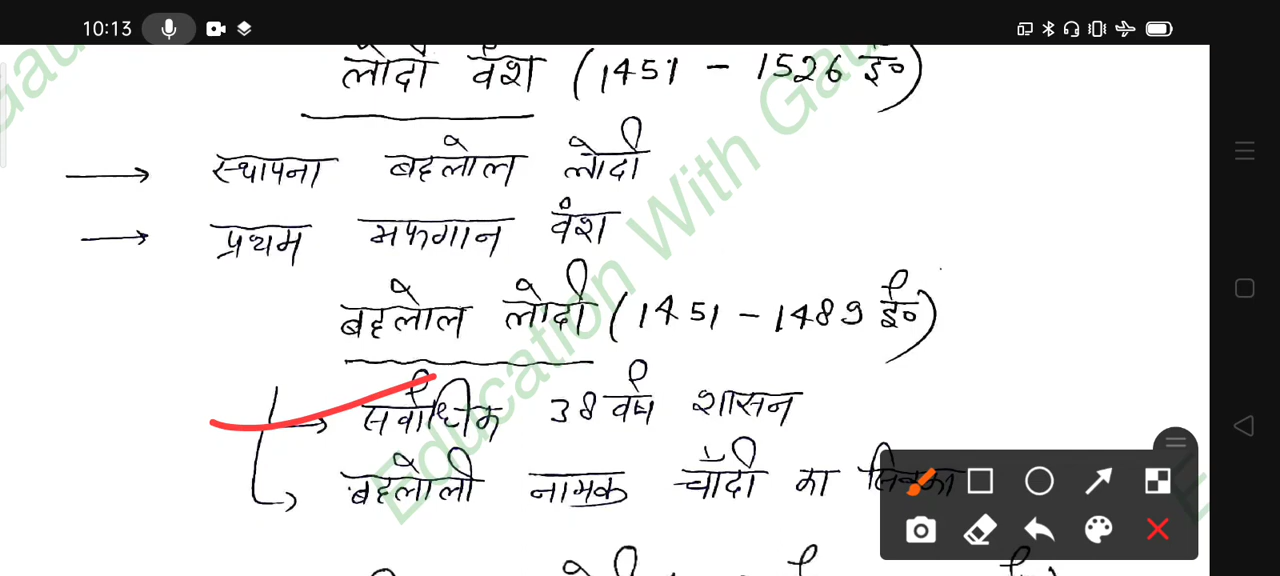 10:13
लोदी वंश (1451 - 1526 ई०)
→ स्थापना बहलोल लोदी
→ प्रथम अफगान वंश
बहलोल लोदी (1451 - 1489 ई०)
→ सर्वाधिक 38 वर्ष शासन
→ बहलोली नामक चाँदी का सिक्का
Education With Gau